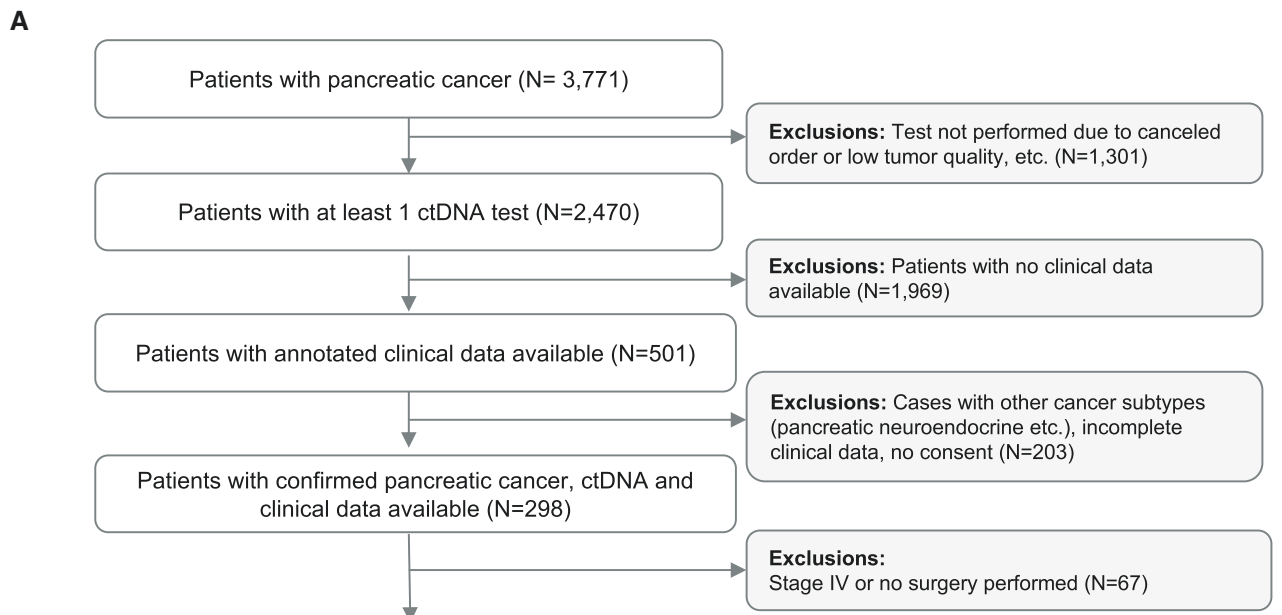 A
Patients with pancreatic cancer (N= 3,771)
Exclusions: Test not performed due to canceled
order or low tumor quality, etc. (N=1,301)
Patients with at least 1 ctDNA test (N=2,470)
Exclusions: Patients with no clinical data
available (N=1,969)
Patients with annotated clinical data available (N=501)
Exclusions: Cases with other cancer subtypes
(pancreatic neuroendocrine etc.), incomplete
clinical data, no consent (N=203)
Patients with confirmed pancreatic cancer, ctDNA and
clinical data available (N=298)
Exclusions:
Stage IV or no surgery performed (N=67)